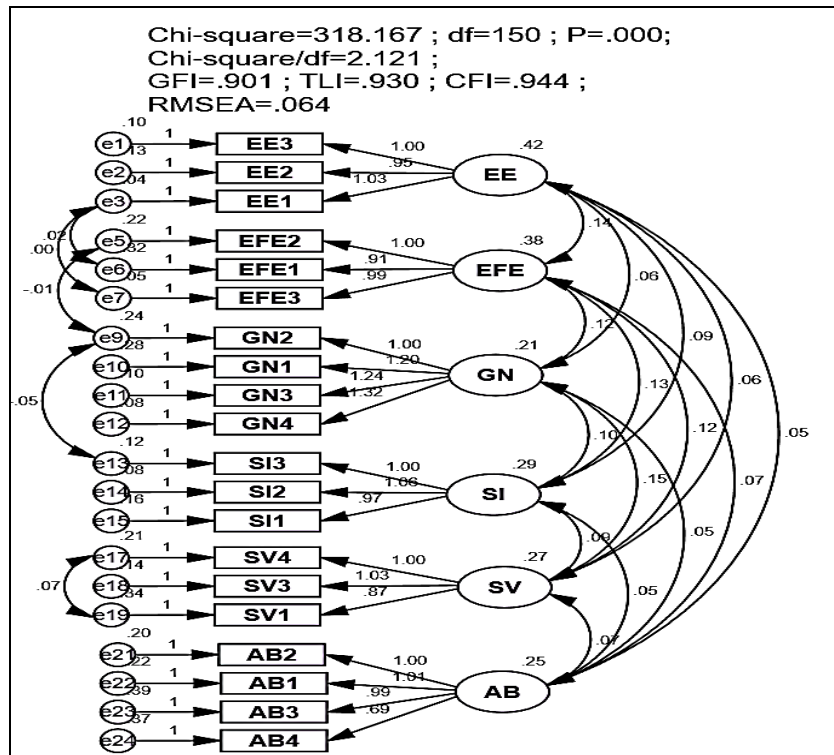 Chi-square=318.167 ; df=150 ; P=.000;
Chi-square/df=2.121 ;
GFI=.901 ; TLI=.930 ; CFI=.944 ;
RMSEA=.064
.10
e1 1 EE3 1.00 .42
.13
e2 1 EE2 .95 EE
.04
e3 1 EE1 1.03
.14
.22
.02
e5 1 EFE2 1.00 .38
.00
.32
e6 1 EFE1 .91 EFE
.05
e7 1 EFE3 .99 .06
-.01
.12
.24
e9 1 GN2 1.00 .21 .09
.28
e10 1 GN1 1.20 GN .13 .06
.10
e11 1 GN3 1.24
.08
e12 1 GN4 1.32
-.05
.12 .05
.10
.12
e13 1 SI3 1.00 .29
.08
e14 1 SI2 1.06 SI .15 .07
.16
e15 1 SI1 .97
.09 .05
.21
e17 1 SV4 1.00 .27
.14
.07 e18 1 SV3 1.03 SV .05
.34
e19 1 SV1 .87
.07
.20
e21 1 AB2 1.00 .25
.22
e22 1 AB1 1.01 AB
.39
e23 1 AB3 .99
.37
e24 1 AB4 .69